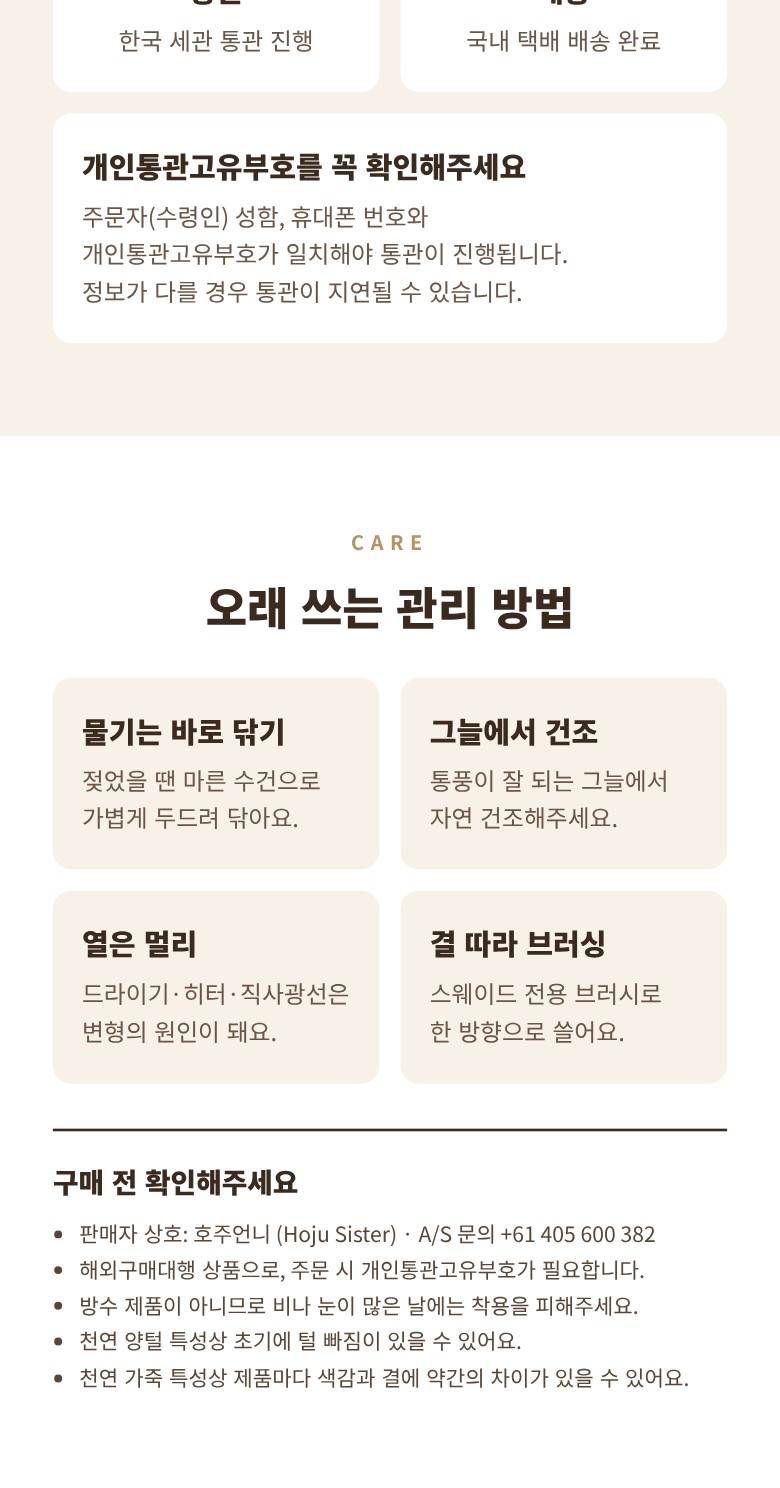 한국 세관 통관 진행
국내 택배 배송 완료
개인통관고유부호를 꼭 확인해주세요
주문자(수령인) 성함, 휴대폰 번호와
개인통관고유부호가 일치해야 통관이 진행됩니다.
정보가 다를 경우 통관이 지연될 수 있습니다.
CARE
오래 쓰는 관리 방법
물기는 바로 닦기
젖었을 땐 마른 수건으로
가볍게 두드려 닦아요.
그늘에서 건조
통풍이 잘 되는 그늘에서
자연 건조해주세요.
열은 멀리
드라이기·히터·직사광선은
변형의 원인이 돼요.
결 따라 브러싱
스웨이드 전용 브러시로
한 방향으로 쓸어요.
구매 전 확인해주세요
• 판매자 상호: 호주언니 (Hoju Sister) · A/S 문의 +61 405 600 382
• 해외구매대행 상품으로, 주문 시 개인통관고유부호가 필요합니다.
• 방수 제품이 아니므로 비나 눈이 많은 날에는 착용을 피해주세요.
• 천연 양털 특성상 초기에 털 빠짐이 있을 수 있어요.
• 천연 가죽 특성상 제품마다 색감과 결에 약간의 차이가 있을 수 있어요.